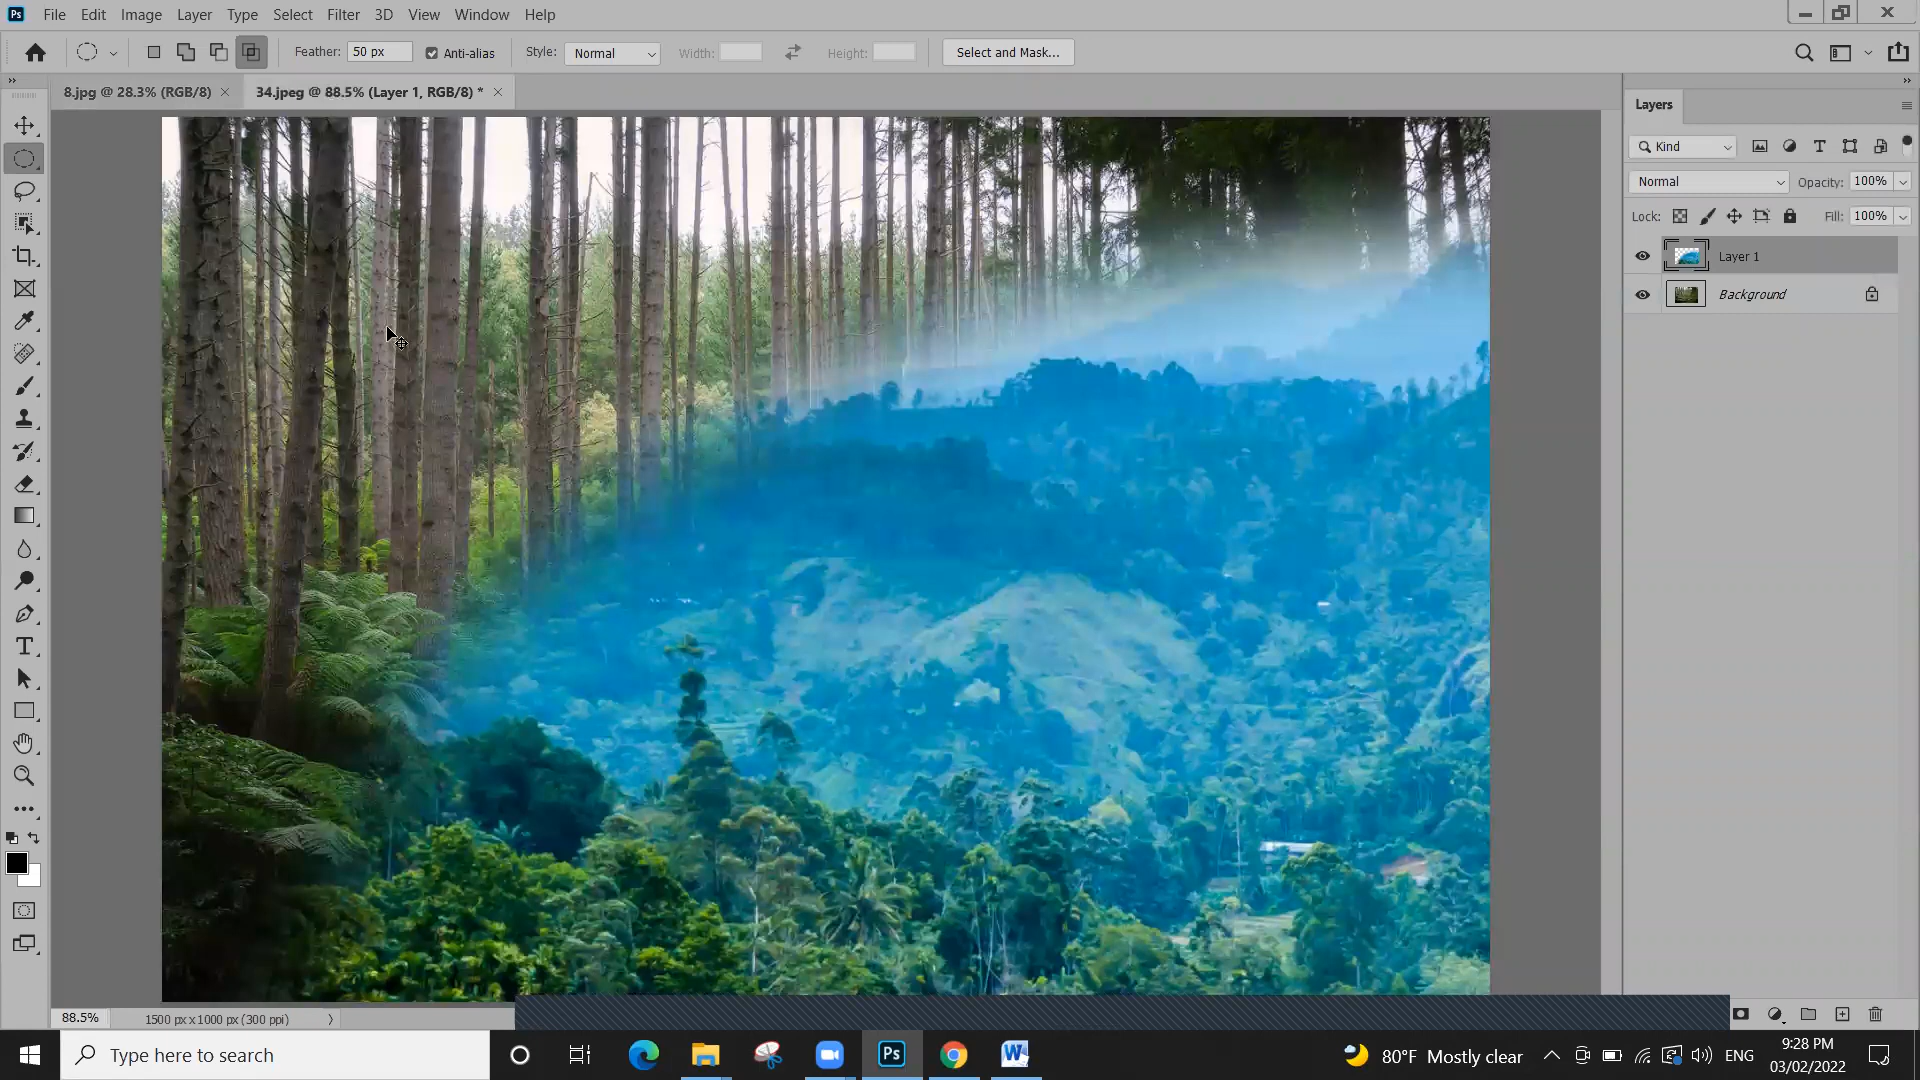 Ps File Edit Image Layer Type Select Filter 3D View Window Help
Feather: 50 px Anti-alias Style: Normal Width: Height: Select and Mask...
8.jpg @ 28.3% (RGB/8) 34.jpeg @ 88.5% (Layer 1, RGB/8) *
Layers
Kind
Normal Opacity: 100%
Lock: Fill: 100%
Layer 1
Background
88.5% 1500 px x 1000 px (300 ppi)
Type here to search
Ps
W
80°F Mostly clear
ENG
9:28 PM
03/02/2022